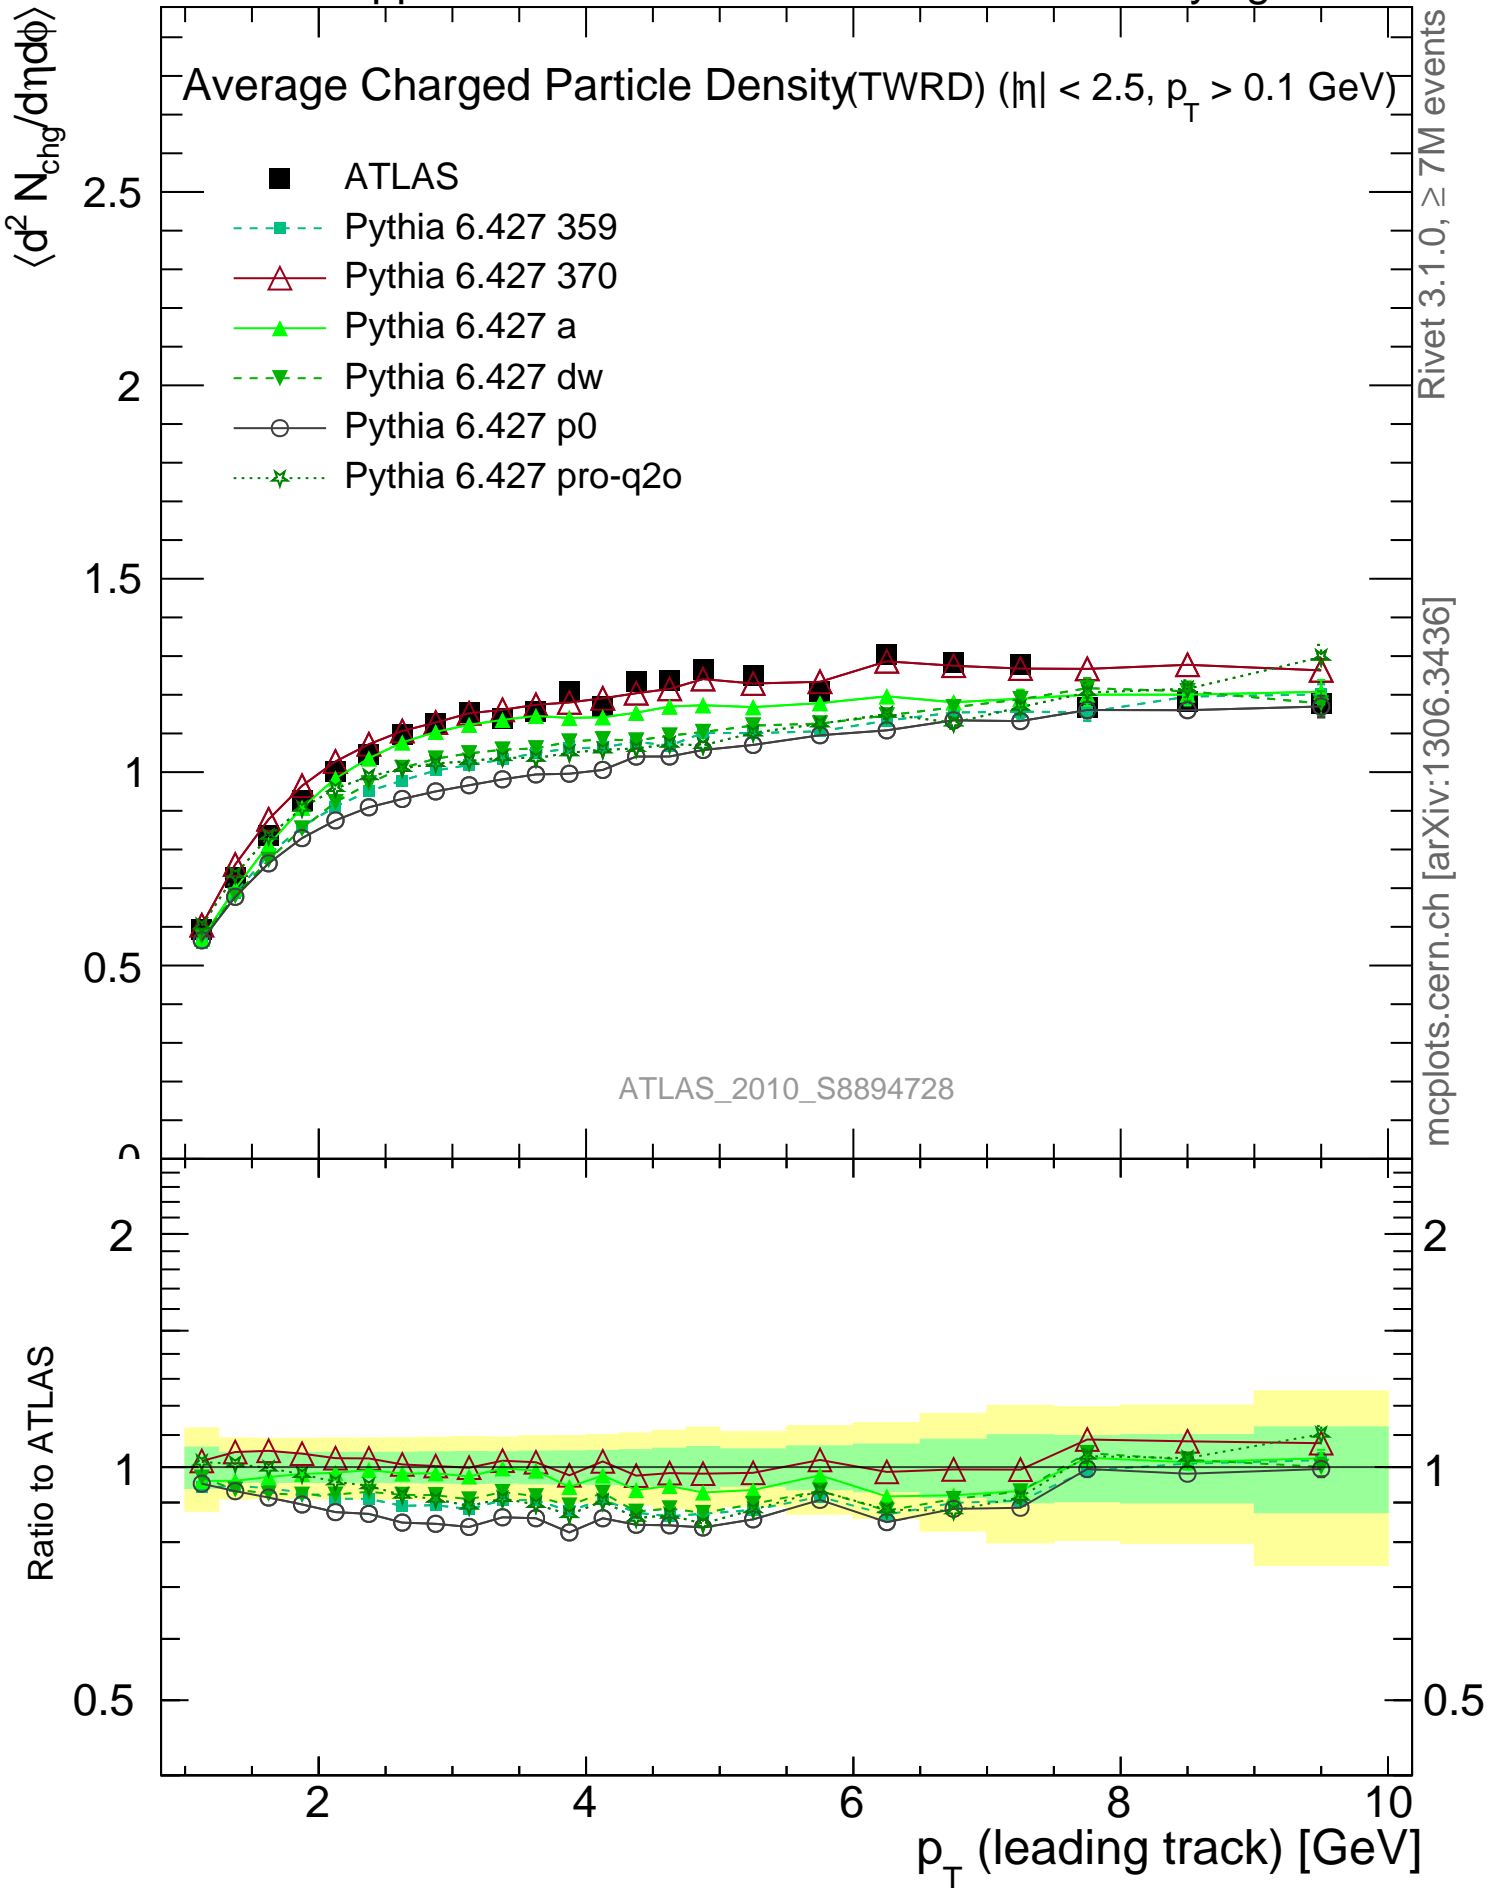 Average Charged Particle Density (TWRD) (|η| < 2.5, p_T > 0.1 GeV)
⟨d² N_chg/dηdϕ⟩
ATLAS
Pythia 6.427 359
Pythia 6.427 370
Pythia 6.427 a
Pythia 6.427 dw
Pythia 6.427 p0
Pythia 6.427 pro-q2o
2.5
2
1.5
1
0.5
ATLAS_2010_S8894728
Rivet 3.1.0, ≥ 7M events
mcplots.cern.ch [arXiv:1306.3436]
Ratio to ATLAS
2
1
0.5
2
1
0.5
2
4
6
8
10
p_T (leading track) [GeV]